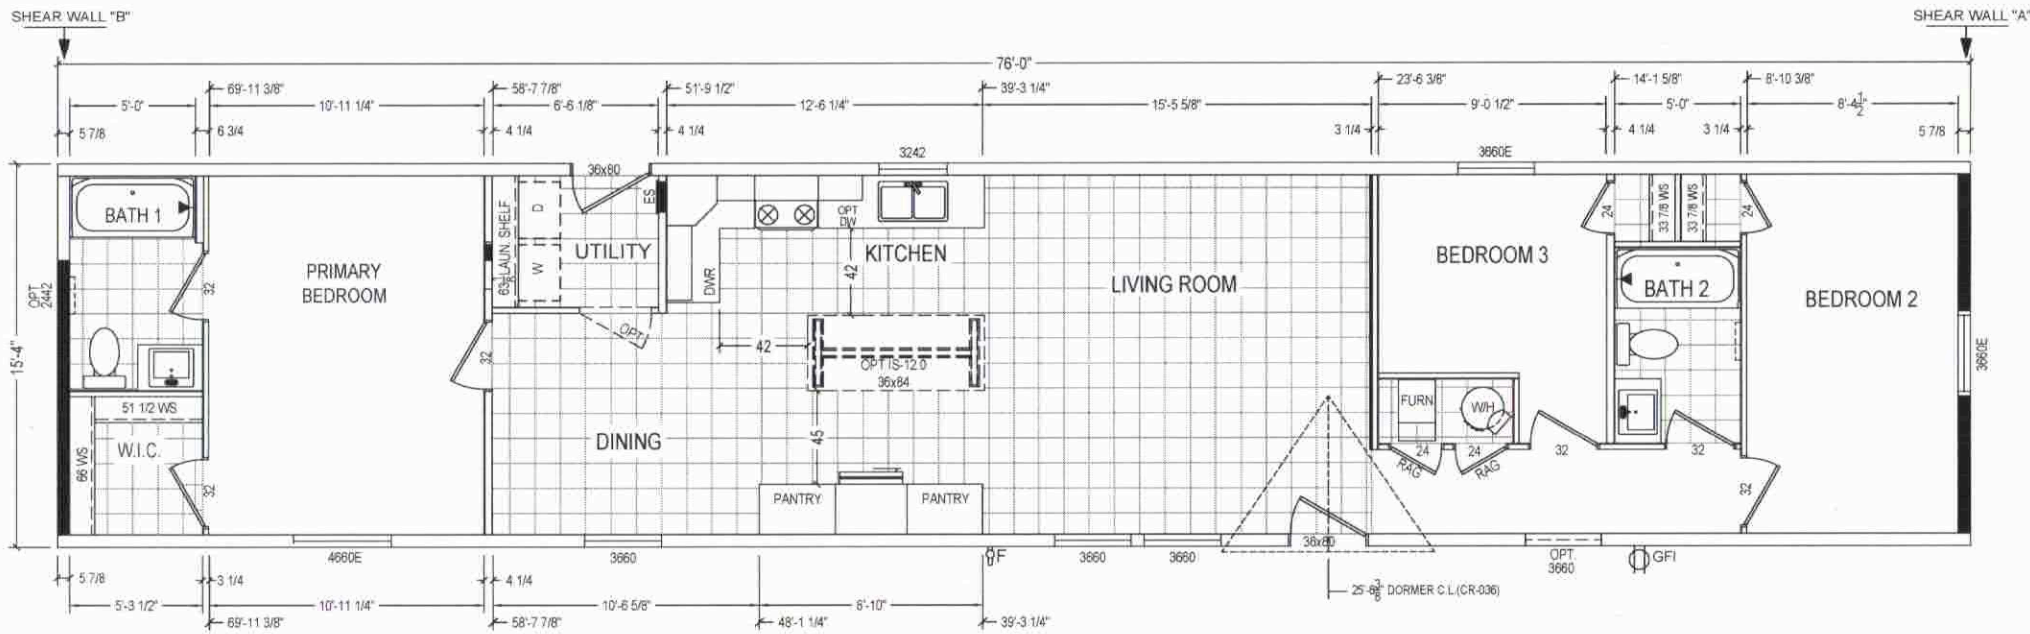 SHEAR WALL "B"
SHEAR WALL "A"
76'-0"
69'-11 3/8"
58'-7 7/8"
51'-9 1/2"
39'-3 1/4"
23'-6 3/8"
14'-1 5/8"
8'-10 3/8"
5'-0"
10'-11 1/4"
6'-6 1/8"
12'-6 1/4"
15'-5 5/8"
9'-0 1/2"
5'-0"
8'-4 1/2
5 7/8
6 3/4
4 1/4
4 1/4
3 1/4
4 1/4
3 1/4
5 7/8
3242
3660E
36x80
BATH 1
D
ES
63 LAUN. SHELF
W
UTILITY
OPT
DW
KITCHEN
42
DWR
LIVING ROOM
PRIMARY
BEDROOM
32
OPT.
2442
15'-4"
BEDROOM 3
24
33 7/8 WS
33 7/8 WS
24
BATH 2
BEDROOM 2
3660E
OPT
42
OPT IS-12.0
36x84
32
FURN
W/H
51 1/2 WS
66 WS
W.I.C.
32
DINING
45
24
RAG
24
RAG
32
32
32
PANTRY
PANTRY
36x80
4660E
3660
F
3660
3660
OPT.
3660
GFI
5 7/8
3 1/4
4 1/4
25'-6 3/8 DORMER C.L.(CR-036)
5'-3 1/2"
10'-11 1/4"
10'-6 5/8"
8'-10"
69'-11 3/8"
58'-7 7/8"
48'-1 1/4"
39'-3 1/4"